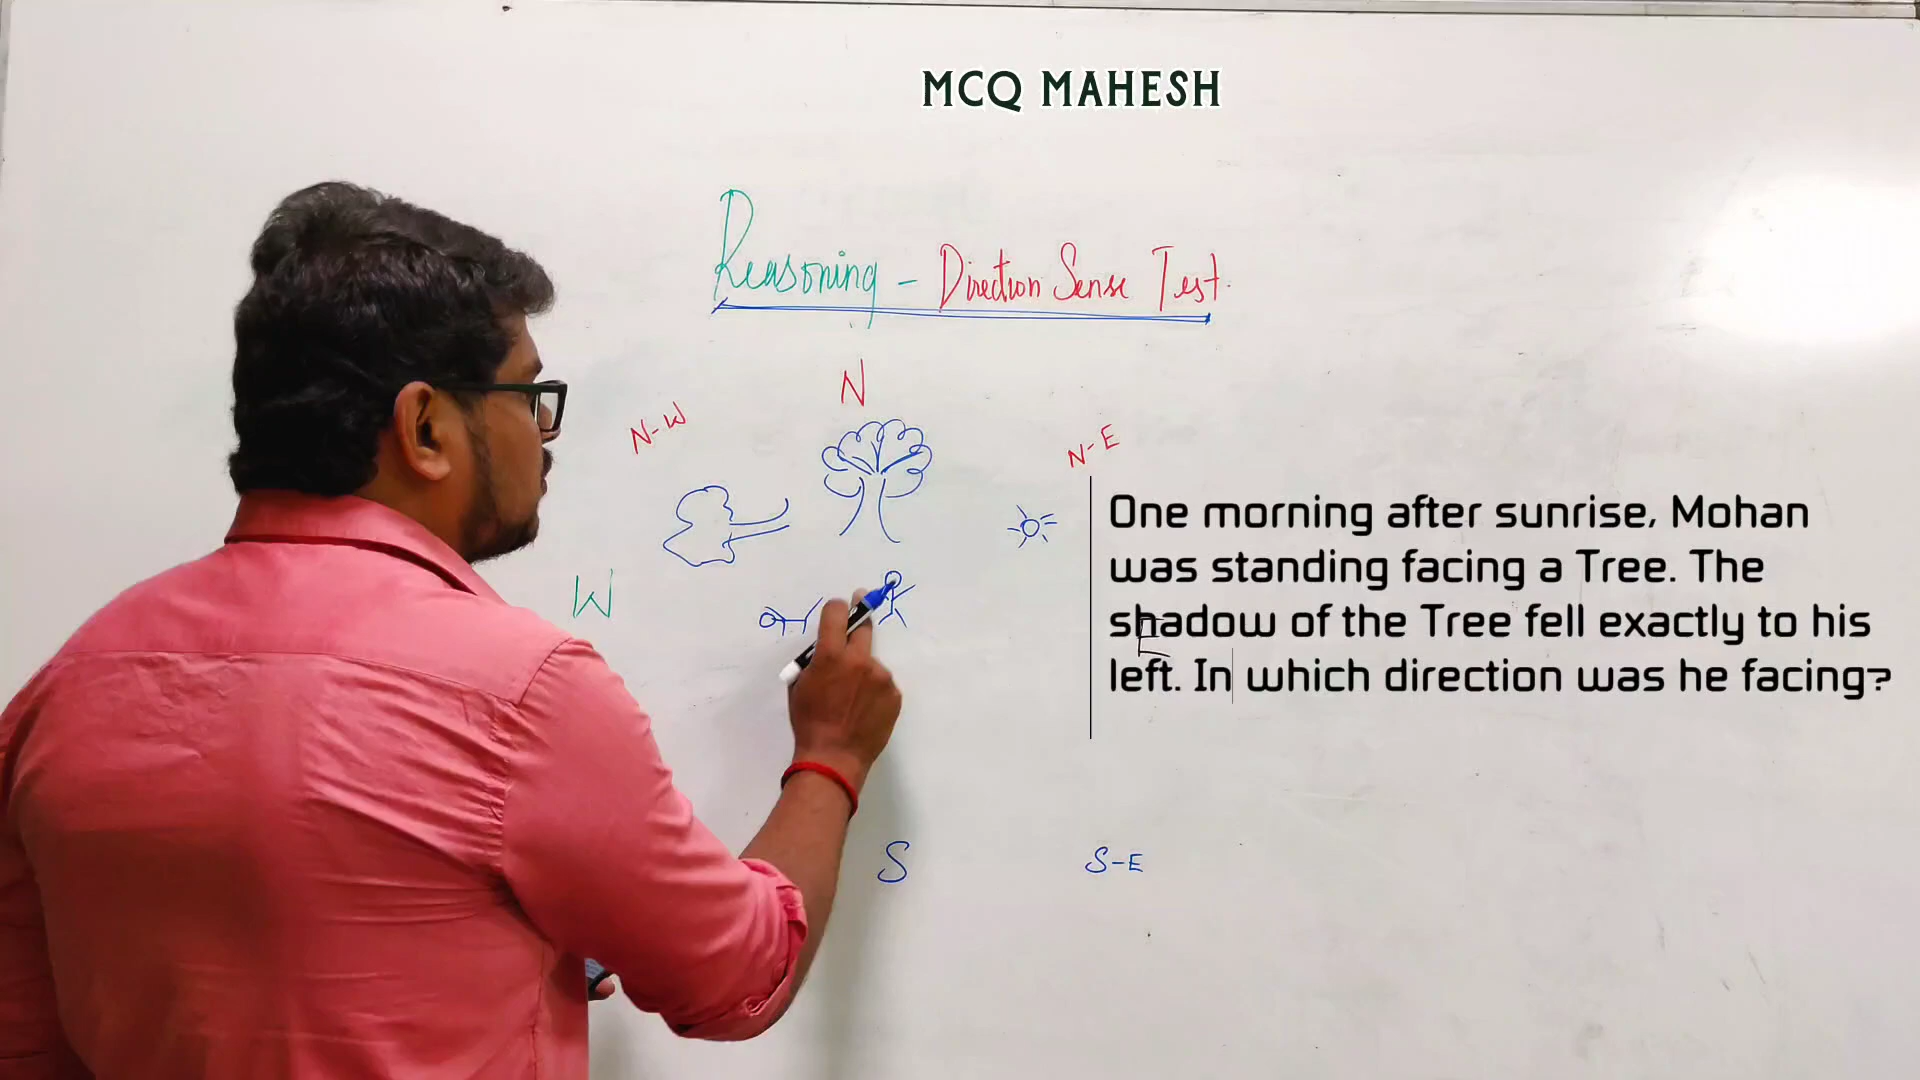 MCQ MAHESH
Reasoning - Direction Sense Test.
N
N-W
N-E
One morning after sunrise, Mohan
was standing facing a Tree. The
shadow of the Tree fell exactly to his
left. In which direction was he facing?
W
E
S
S-E